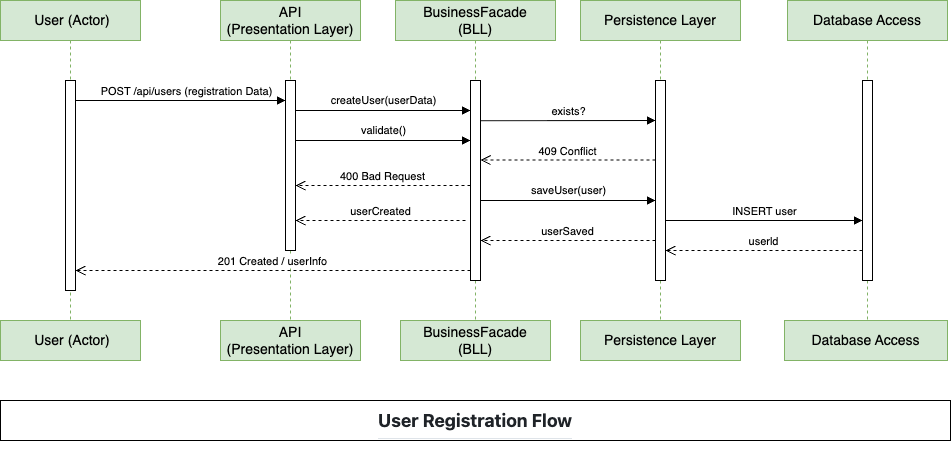 User (Actor)
API
(Presentation Layer)
BusinessFacade
(BLL)
Persistence Layer
Database Access
POST /api/users (registration Data)
createUser(userData)
exists?
validate()
409 Conflict
400 Bad Request
saveUser(user)
userCreated
INSERT user
userSaved
userId
201 Created / userInfo
User (Actor)
API
(Presentation Layer)
BusinessFacade
(BLL)
Persistence Layer
Database Access
User Registration Flow